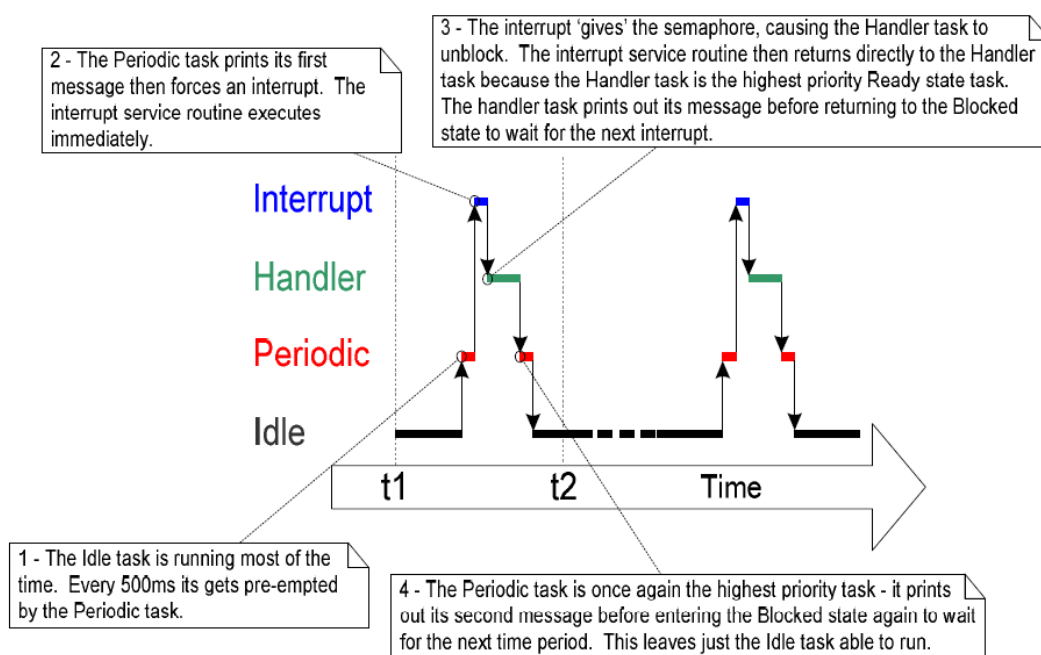 3 - The interrupt ‘gives’ the semaphore, causing the Handler task to
unblock.  The interrupt service routine then returns directly to the Handler
task because the Handler task is the highest priority Ready state task.
The handler task prints out its message before returning to the Blocked
state to wait for the next interrupt.
2 - The Periodic task prints its first
message then forces an interrupt.  The
interrupt service routine executes
immediately.
Interrupt
Handler
Periodic
Idle
t1
t2
Time
1 - The Idle task is running most of the
time.  Every 500ms its gets pre-empted
by the Periodic task.
4 - The Periodic task is once again the highest priority task - it prints
out its second message before entering the Blocked state again to wait
for the next time period.  This leaves just the Idle task able to run.